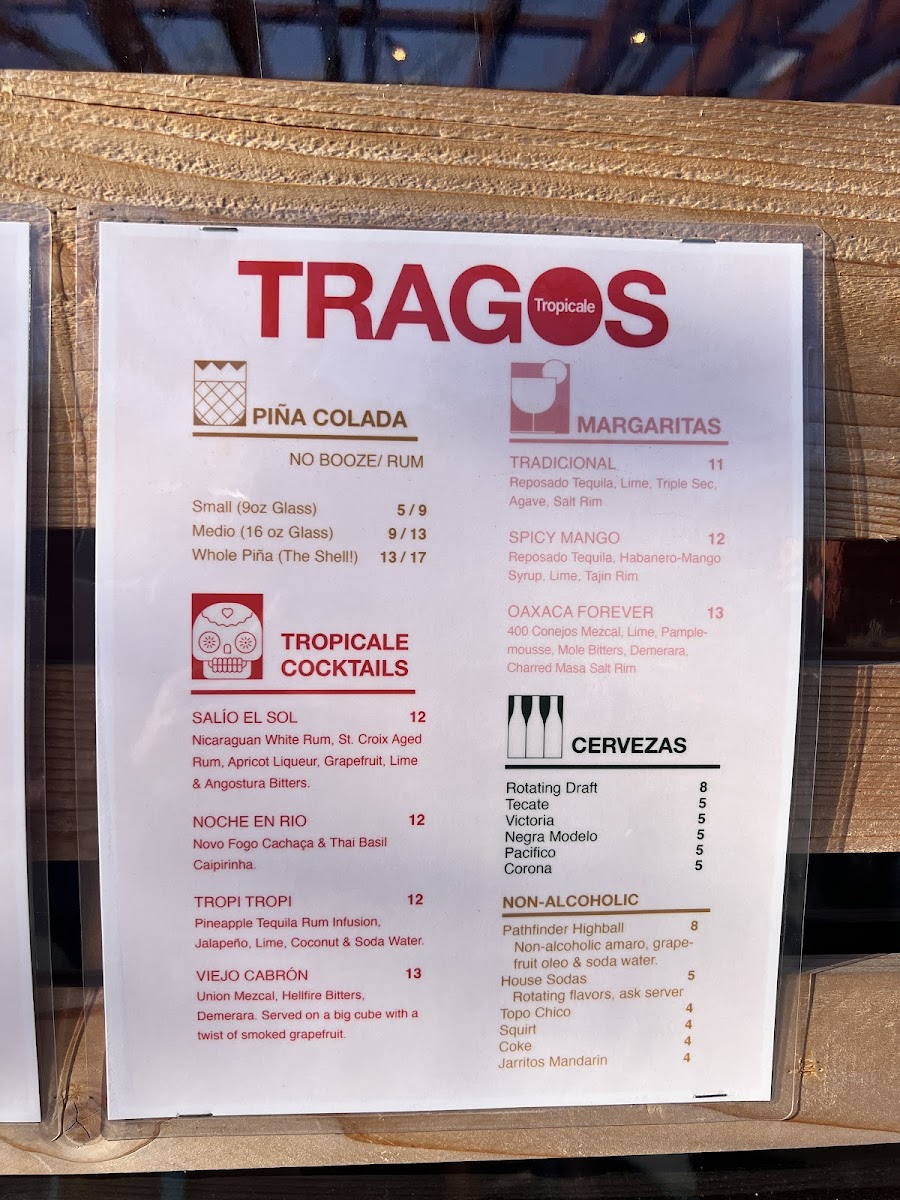 TRAGOS
Tropicale
PIÑA COLADA
NO BOOZE/ RUM
Small (9oz Glass) 5 / 9
Medio (16 oz Glass) 9 / 13
Whole Piña (The Shell!) 13 / 17
TROPICALE
COCKTAILS
SALÍO EL SOL 12
Nicaraguan White Rum, St. Croix Aged
Rum, Apricot Liqueur, Grapefruit, Lime
& Angostura Bitters.
NOCHE EN RIO 12
Novo Fogo Cachaça & Thai Basil
Caipirinha.
TROPI TROPI 12
Pineapple Tequila Rum Infusion,
Jalapeño, Lime, Coconut & Soda Water.
VIEJO CABRÓN 13
Union Mezcal, Hellfire Bitters,
Demerara. Served on a big cube with a
twist of smoked grapefruit.
MARGARITAS
TRADICIONAL 11
Reposado Tequila, Lime, Triple Sec,
Agave, Salt Rim
SPICY MANGO 12
Reposado Tequila, Habanero-Mango
Syrup, Lime, Tajin Rim
OAXACA FOREVER 13
400 Conejos Mezcal, Lime, Pample-
mousse, Mole Bitters, Demerara,
Charred Masa Salt Rim
CERVEZAS
Rotating Draft 8
Tecate 5
Victoria 5
Negra Modelo 5
Pacifico 5
Corona 5
NON-ALCOHOLIC
Pathfinder Highball 8
Non-alcoholic amaro, grape-
fruit oleo & soda water.
House Sodas 5
Rotating flavors, ask server
Topo Chico 4
Squirt 4
Coke 4
Jarritos Mandarin 4